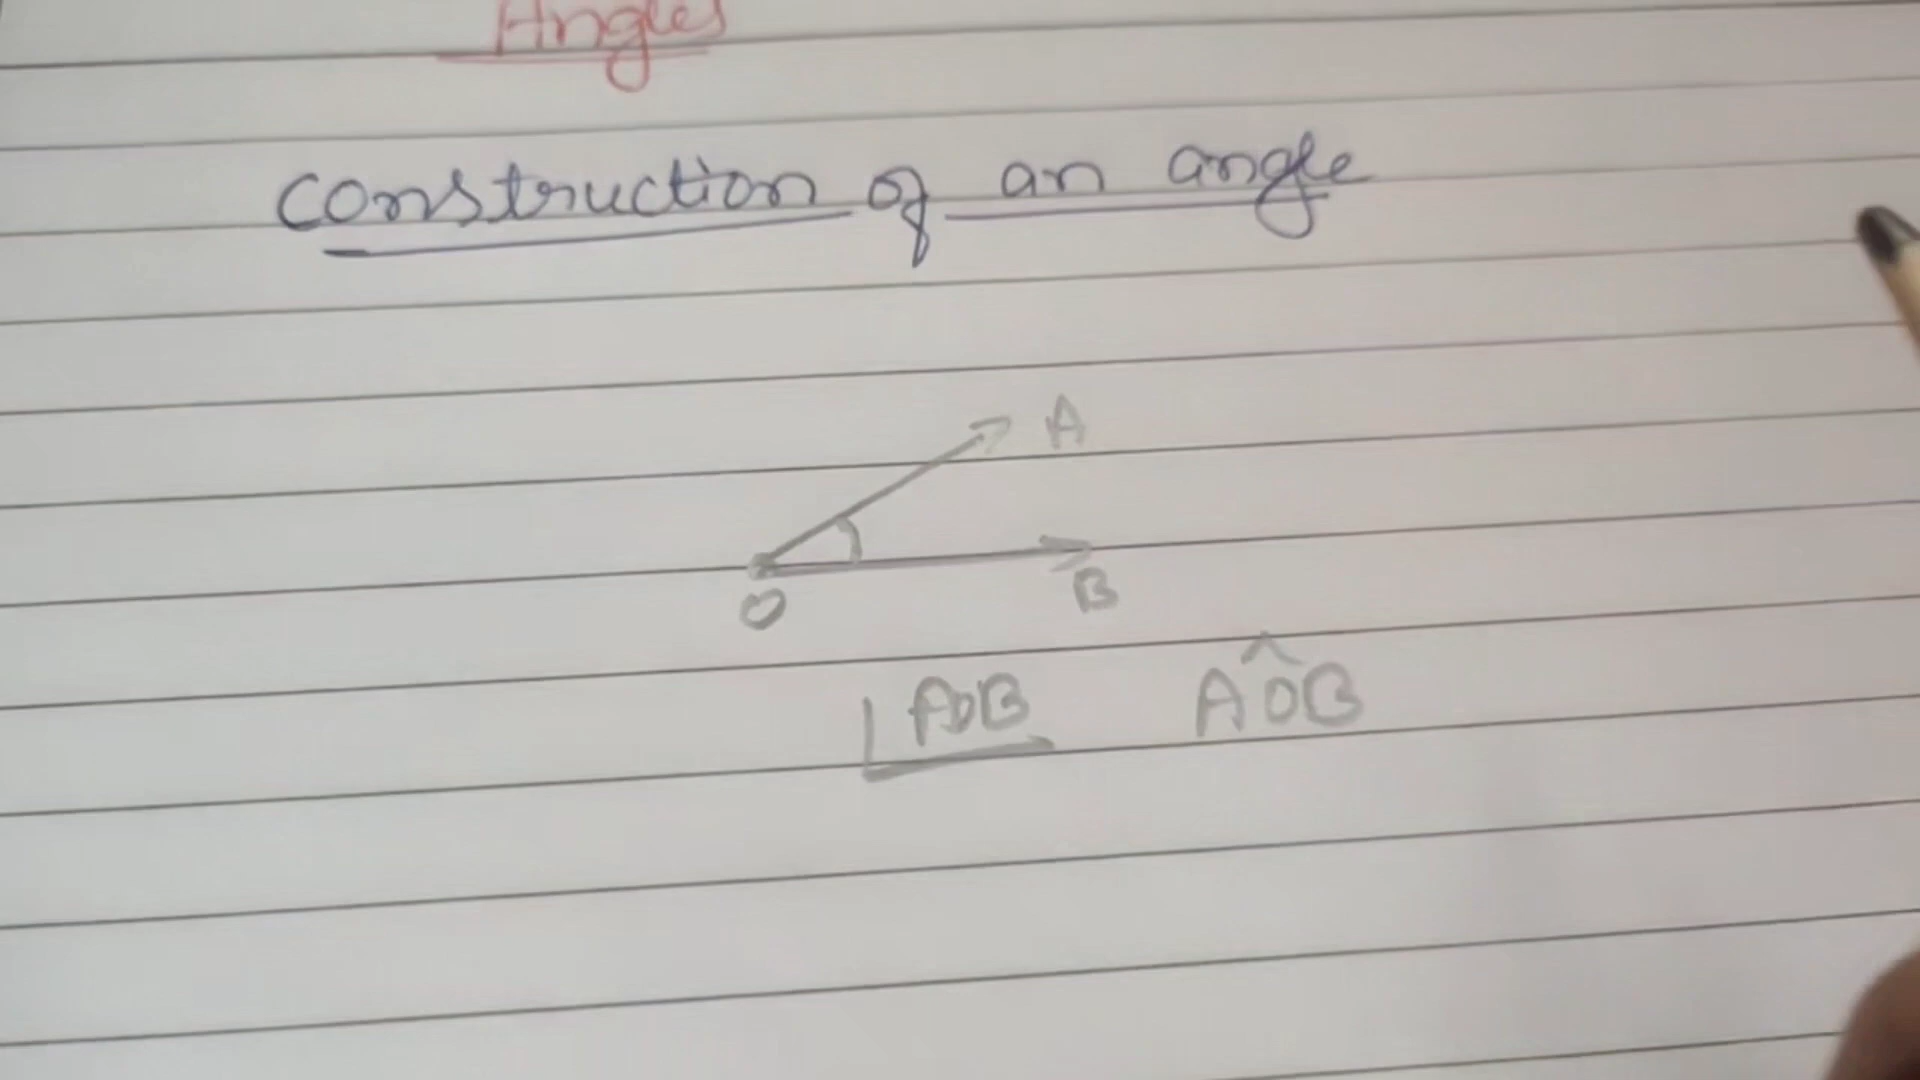 Angles
Construction of an angle
A
O
B
∠AOB AÔB